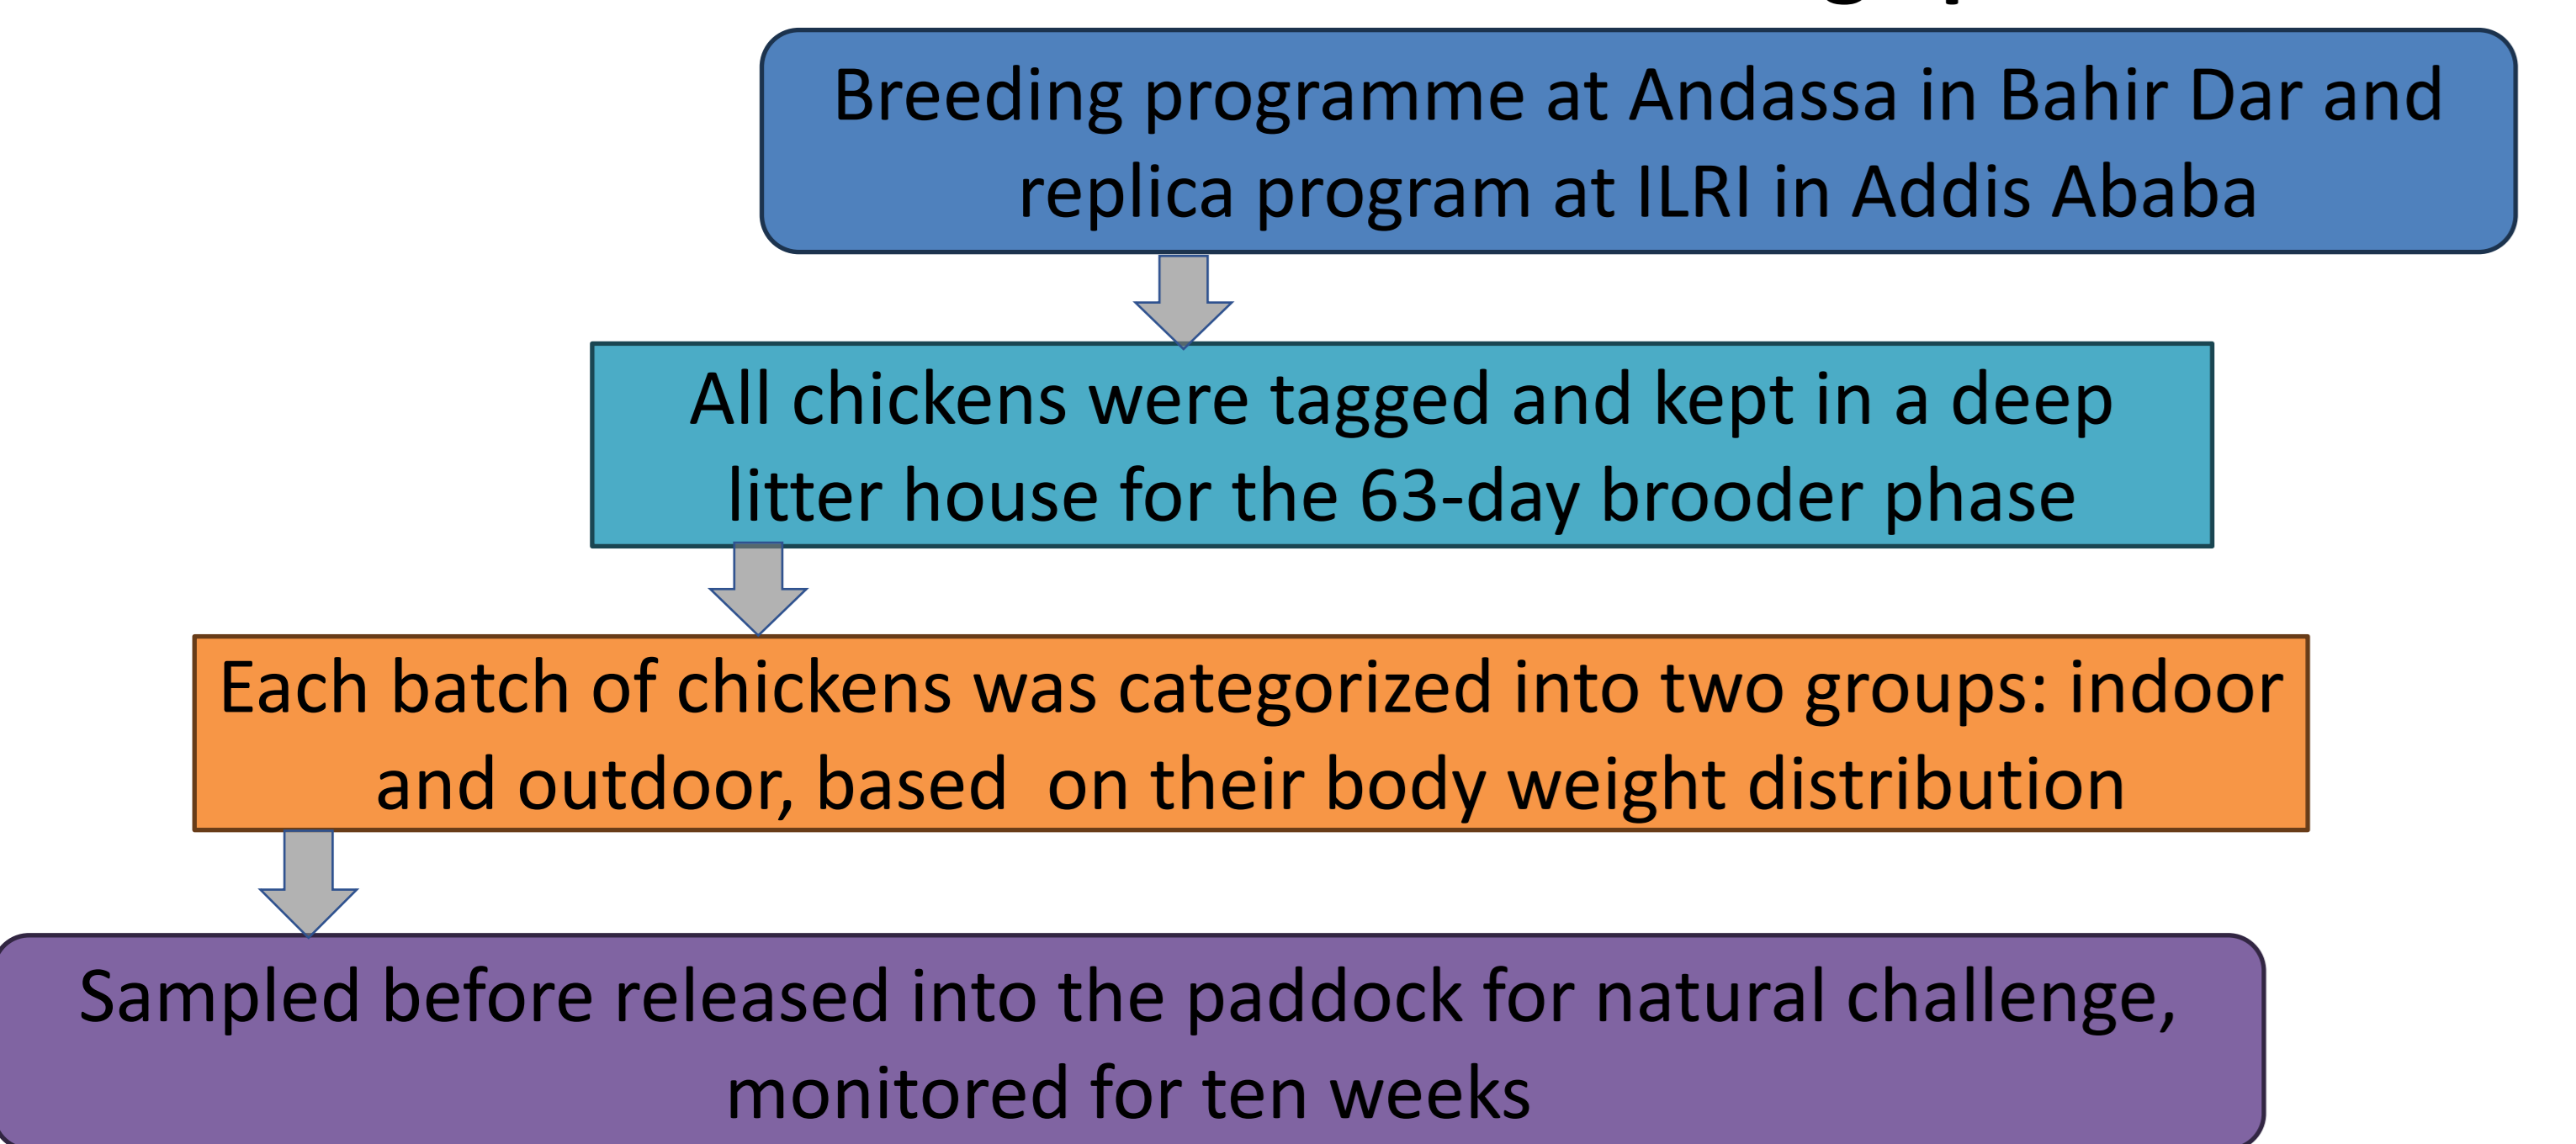 Breeding programme at Andassa in Bahir Dar and
replica program at ILRI in Addis Ababa
All chickens were tagged and kept in a deep
litter house for the 63-day brooder phase
Each batch of chickens was categorized into two groups: indoor
and outdoor, based  on their body weight distribution
Sampled before released into the paddock for natural challenge,
monitored for ten weeks